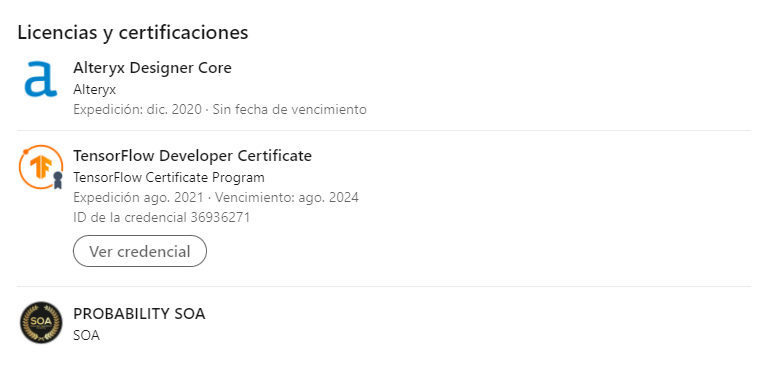 Licencias y certificaciones
a
Alteryx Designer Core
Alteryx
Expedición: dic. 2020 · Sin fecha de vencimiento
TensorFlow Developer Certificate
TensorFlow Certificate Program
Expedición ago. 2021 · Vencimiento: ago. 2024
ID de la credencial 36936271
Ver credencial
SOA
PROBABILITY SOA
SOA